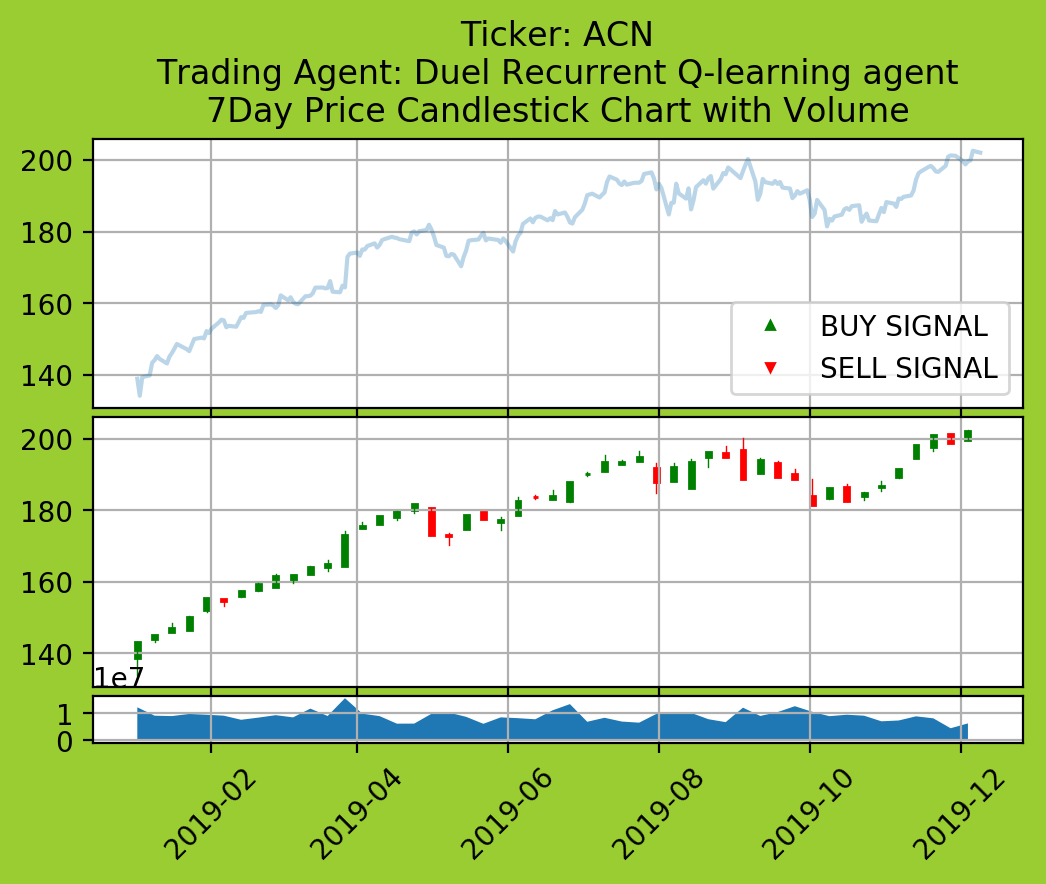 Ticker: ACN
Trading Agent: Duel Recurrent Q-learning agent
7Day Price Candlestick Chart with Volume
200
180
160
140
BUY SIGNAL
SELL SIGNAL
200
180
160
140
1e7
1
0
2019-02
2019-04
2019-06
2019-08
2019-10
2019-12